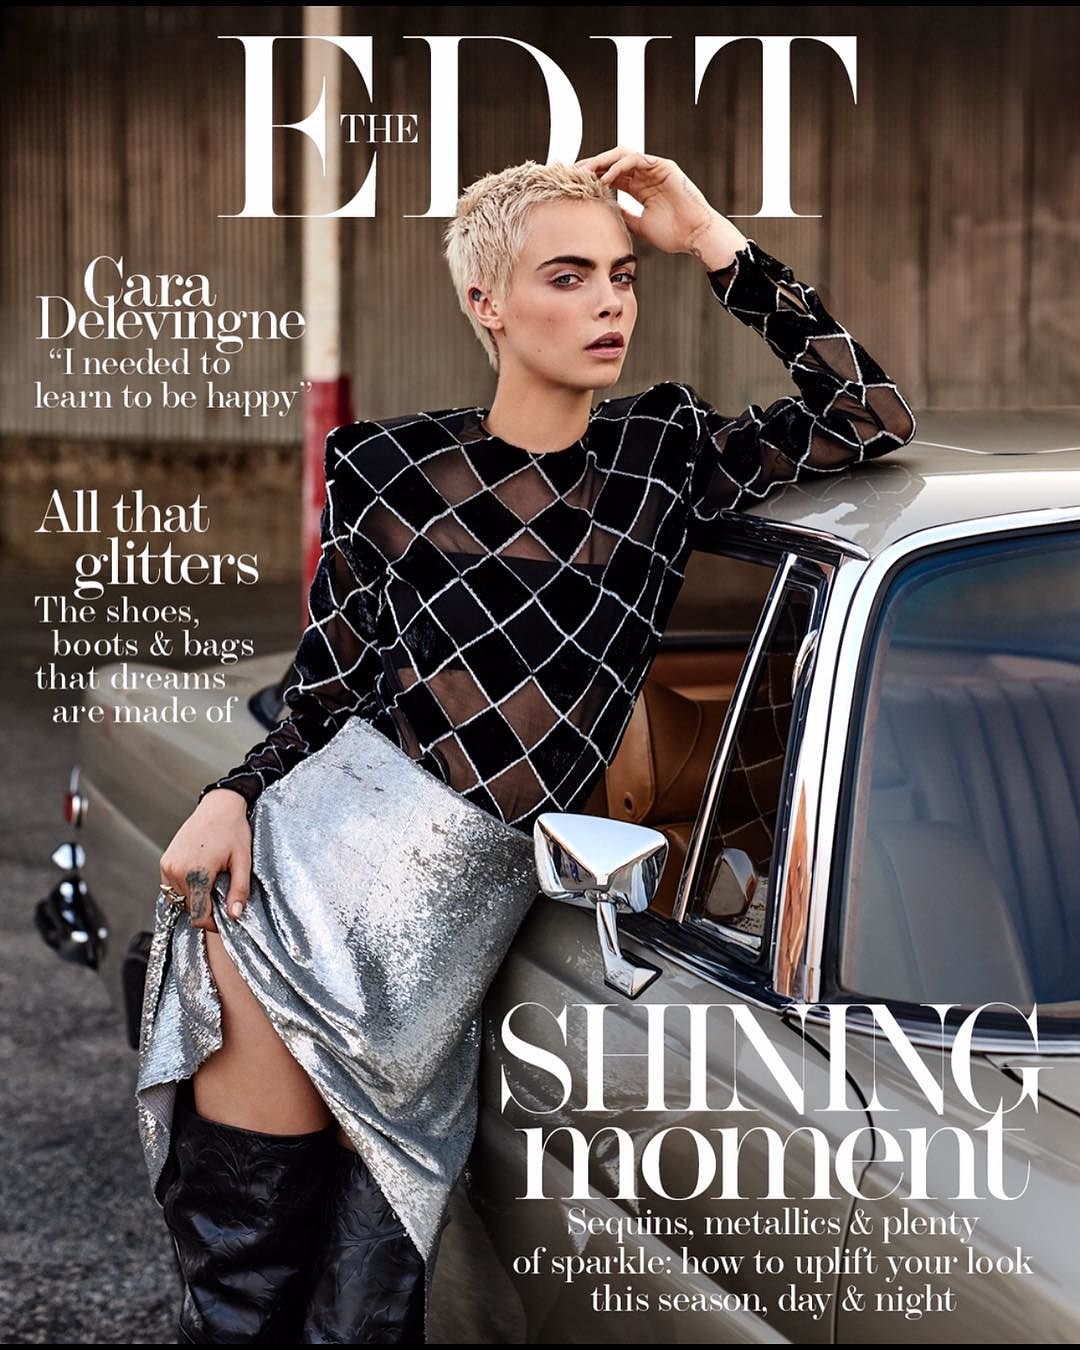 THE EDIT
Cara
Delevingne
“I needed to
learn to be happy”
All that
glitters
The shoes,
boots & bags
that dreams
are made of
SHINING
moment
Sequins, metallics & plenty
of sparkle: how to uplift your look
this season, day & night